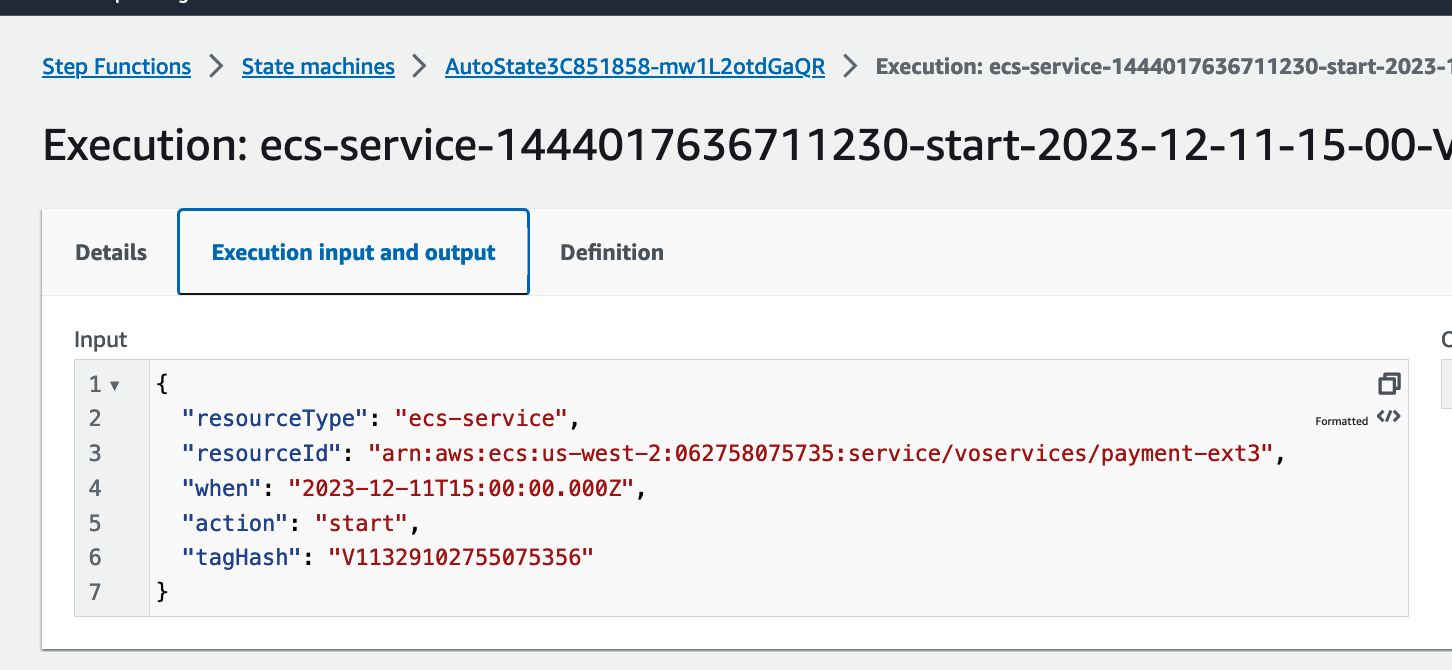 Step Functions > State machines > AutoState3C851858-mw1L2otdGaQR > Execution: ecs-service-1444017636711230-start-2023-
Execution: ecs-service-1444017636711230-start-2023-12-11-15-00-
Details Execution input and output Definition
Input
1 ▼ {
2 "resourceType": "ecs-service",
Formatted </>
3 "resourceId": "arn:aws:ecs:us-west-2:062758075735:service/voservices/payment-ext3",
4 "when": "2023-12-11T15:00:00.000Z",
5 "action": "start",
6 "tagHash": "V11329102755075356"
7 }